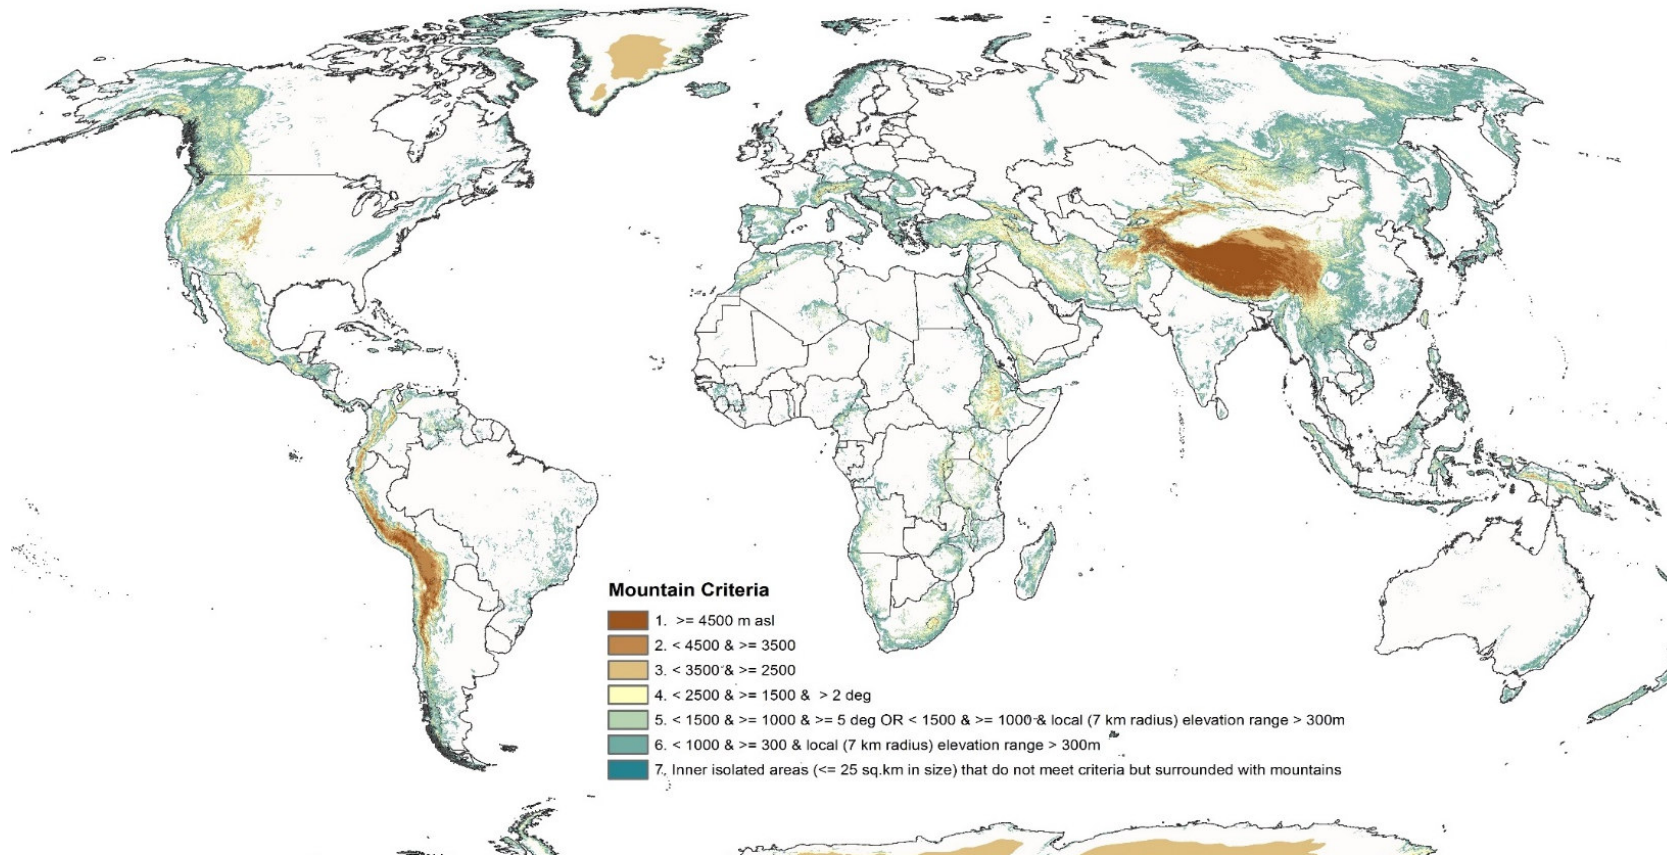 Mountain Criteria
1. >= 4500 m asl
2. < 4500 & >= 3500
3. < 3500 & >= 2500
4. < 2500 & >= 1500 & > 2 deg
5. < 1500 & >= 1000 & >= 5 deg OR < 1500 & >= 1000 & local (7 km radius) elevation range > 300m
6. < 1000 & >= 300 & local (7 km radius) elevation range > 300m
7. Inner isolated areas (<= 25 sq.km in size) that do not meet criteria but surrounded with mountains